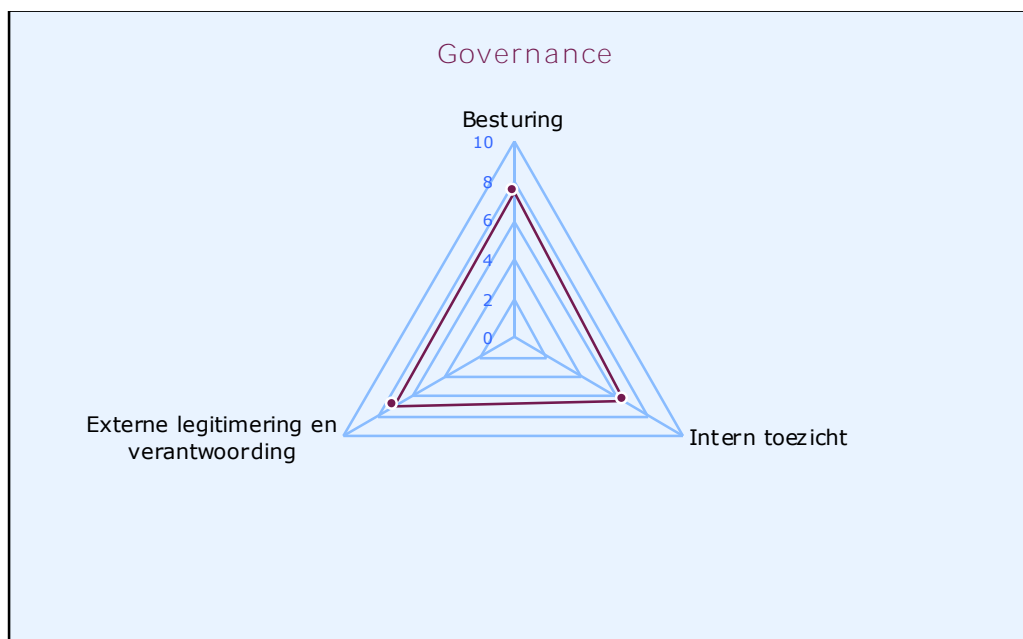 Governance
Besturing
10
8
6
4
2
0
Externe legitimering en
verantwoording
Intern toezicht